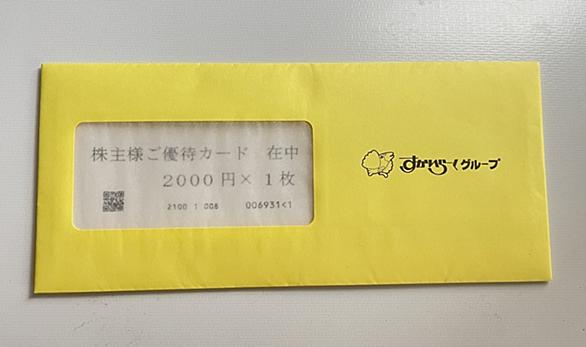 株主様ご優待カード 在中
2000円×1枚
2100 1 008 006931<1
すかいらーくグループ